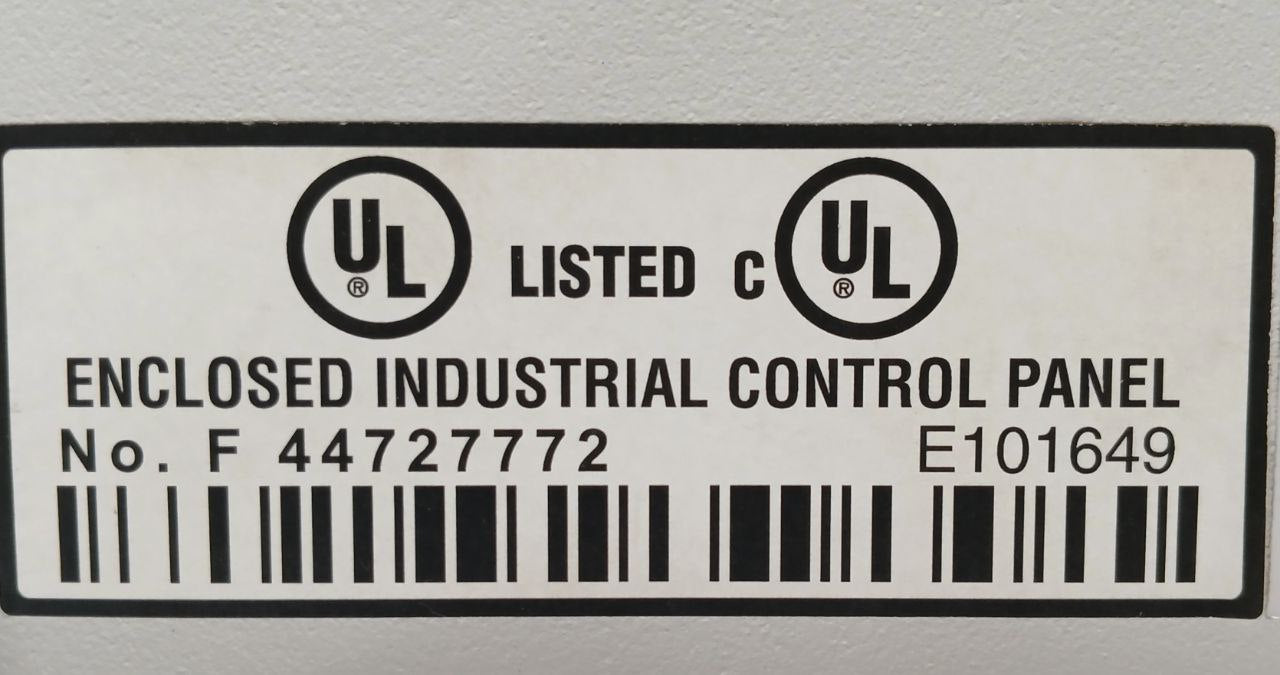 UL® LISTED C UL®
ENCLOSED INDUSTRIAL CONTROL PANEL
No. F 44727772 E101649